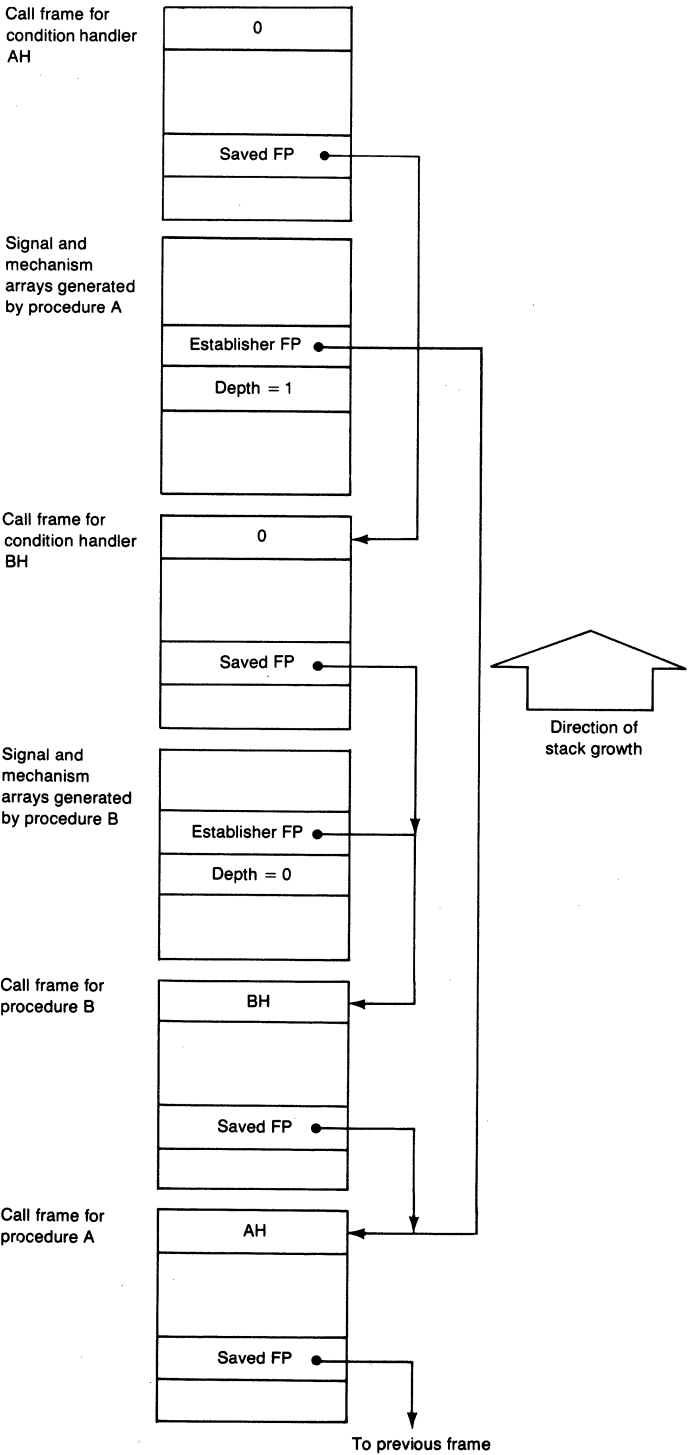 Call frame for
condition handler
AH
0
Saved FP
Signal and
mechanism
arrays generated
by procedure A
Establisher FP
Depth = 1
Call frame for
condition handler
BH
0
Saved FP
Direction of
stack growth
Signal and
mechanism
arrays generated
by procedure B
Establisher FP
Depth = 0
Call frame for
procedure B
BH
Saved FP
Call frame for
procedure A
AH
Saved FP
To previous frame